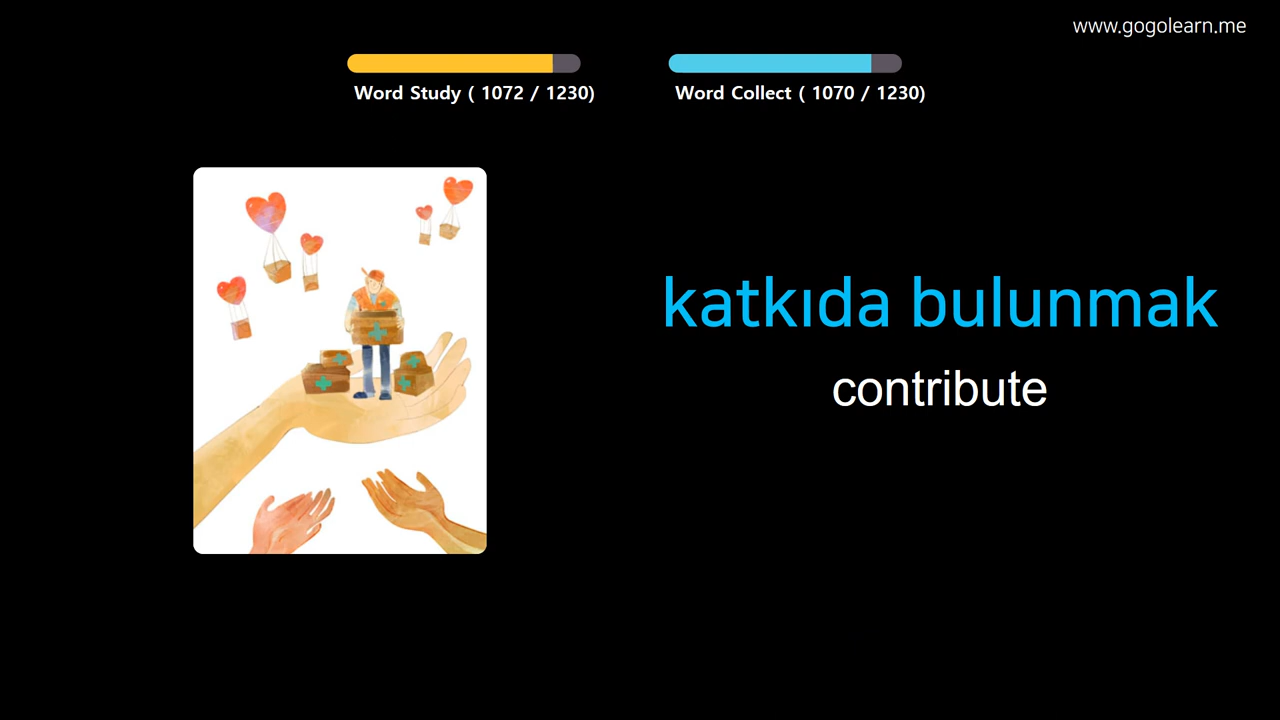 www.gogolearn.me
Word Study ( 1072 / 1230)
Word Collect ( 1070 / 1230)
katkıda bulunmak
contribute